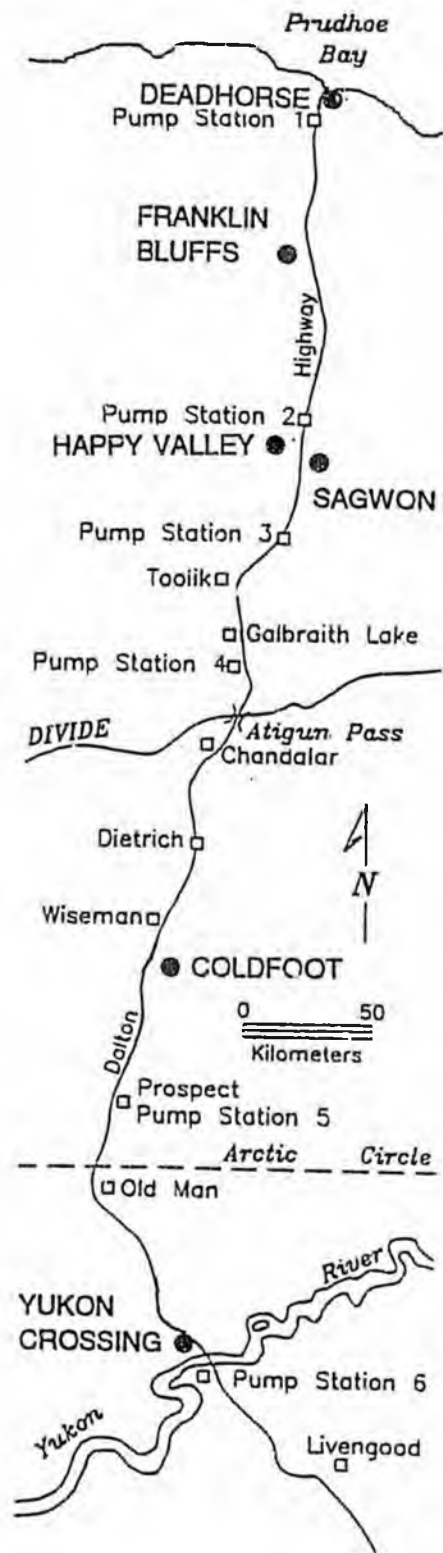 Prudhoe
Bay
DEADHORSE
Pump Station 1
FRANKLIN
BLUFFS
Highway
Pump Station 2
HAPPY VALLEY
SAGWON
Pump Station 3
Toolik
Galbraith Lake
Pump Station 4
DIVIDE
Atigun Pass
Chandalar
Dietrich
N
Wiseman
COLDFOOT
0 50
Kilometers
Dalton
Prospect
Pump Station 5
Arctic Circle
Old Man
River
YUKON
CROSSING
Pump Station 6
Yukon
Livengood